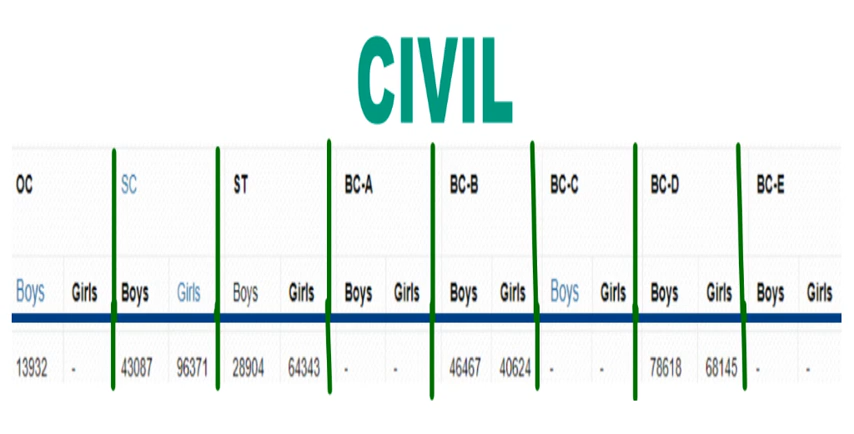 CIVIL
OC SC ST BC-A BC-B BC-C BC-D BC-E
Boys Girls Boys Girls Boys Girls Boys Girls Boys Girls Boys Girls Boys Girls Boys Girls
13932 - 43087 96371 28904 64343 - - 46467 40624 - - 78618 68145 - -